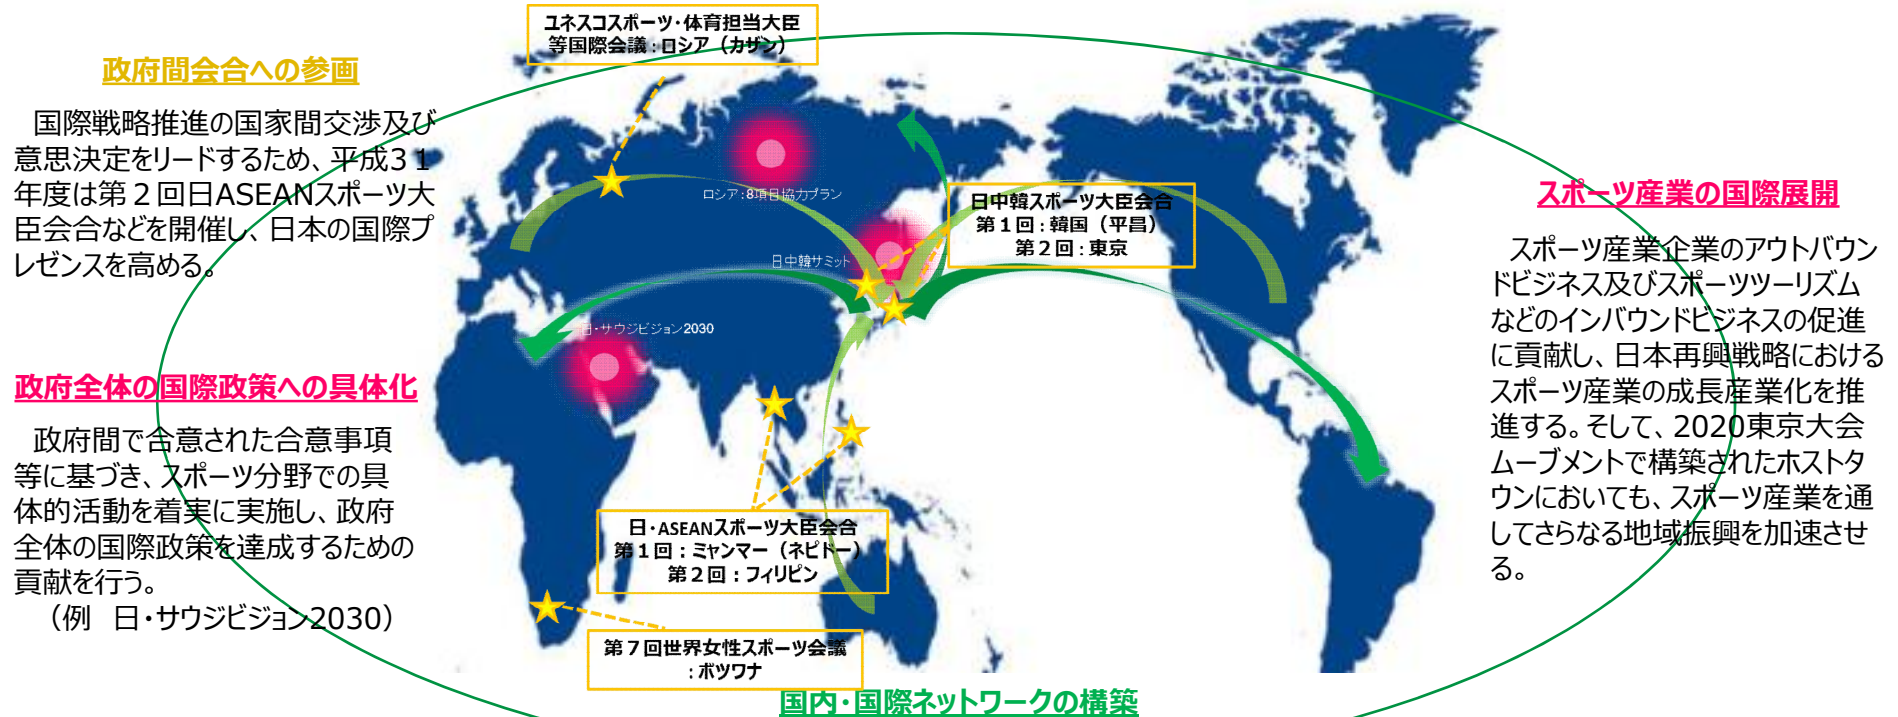 ユネスコスポーツ・体育担当大臣
等国際会議：ロシア（カザン）
政府間会合への参画
国際戦略推進の国家間交渉及び
意思決定をリードするため、平成３１
年度は第２回日ASEANスポーツ大
臣会合などを開催し、日本の国際プ
レゼンスを高める。
政府全体の国際政策への具体化
政府間で合意された合意事項
等に基づき、スポーツ分野での具
体的活動を着実に実施し、政府
全体の国際政策を達成するための
貢献を行う。
（例　日・サウジビジョン2030）
ロシア：8項目協力プラン
日中韓サミット
日・サウジビジョン2030
日中韓スポーツ大臣会合
第１回：韓国（平昌）
第２回：東京
日・ASEANスポーツ大臣会合
第１回：ミャンマー（ネピドー）
第２回：フィリピン
第７回世界女性スポーツ会議
：ボツワナ
スポーツ産業の国際展開
スポーツ産業企業のアウトバウン
ドビジネス及びスポーツツーリズム
などのインバウンドビジネスの促進
に貢献し、日本再興戦略における
スポーツ産業の成長産業化を推
進する。そして、2020東京大会
ムーブメントで構築されたホストタ
ウンにおいても、スポーツ産業を通
してさらなる地域振興を加速させ
る。
国内・国際ネットワークの構築